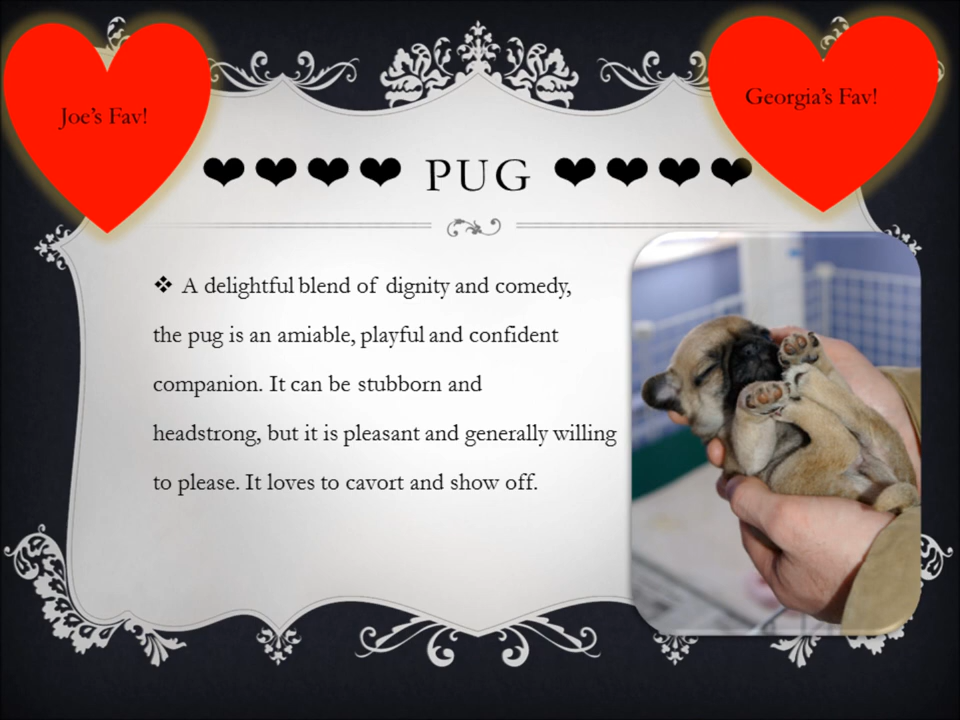 Joe's Fav!
Georgia's Fav!
❤❤❤❤ PUG ❤❤❤❤
❖ A delightful blend of dignity and comedy,
the pug is an amiable, playful and confident
companion. It can be stubborn and
headstrong, but it is pleasant and generally willing
to please. It loves to cavort and show off.